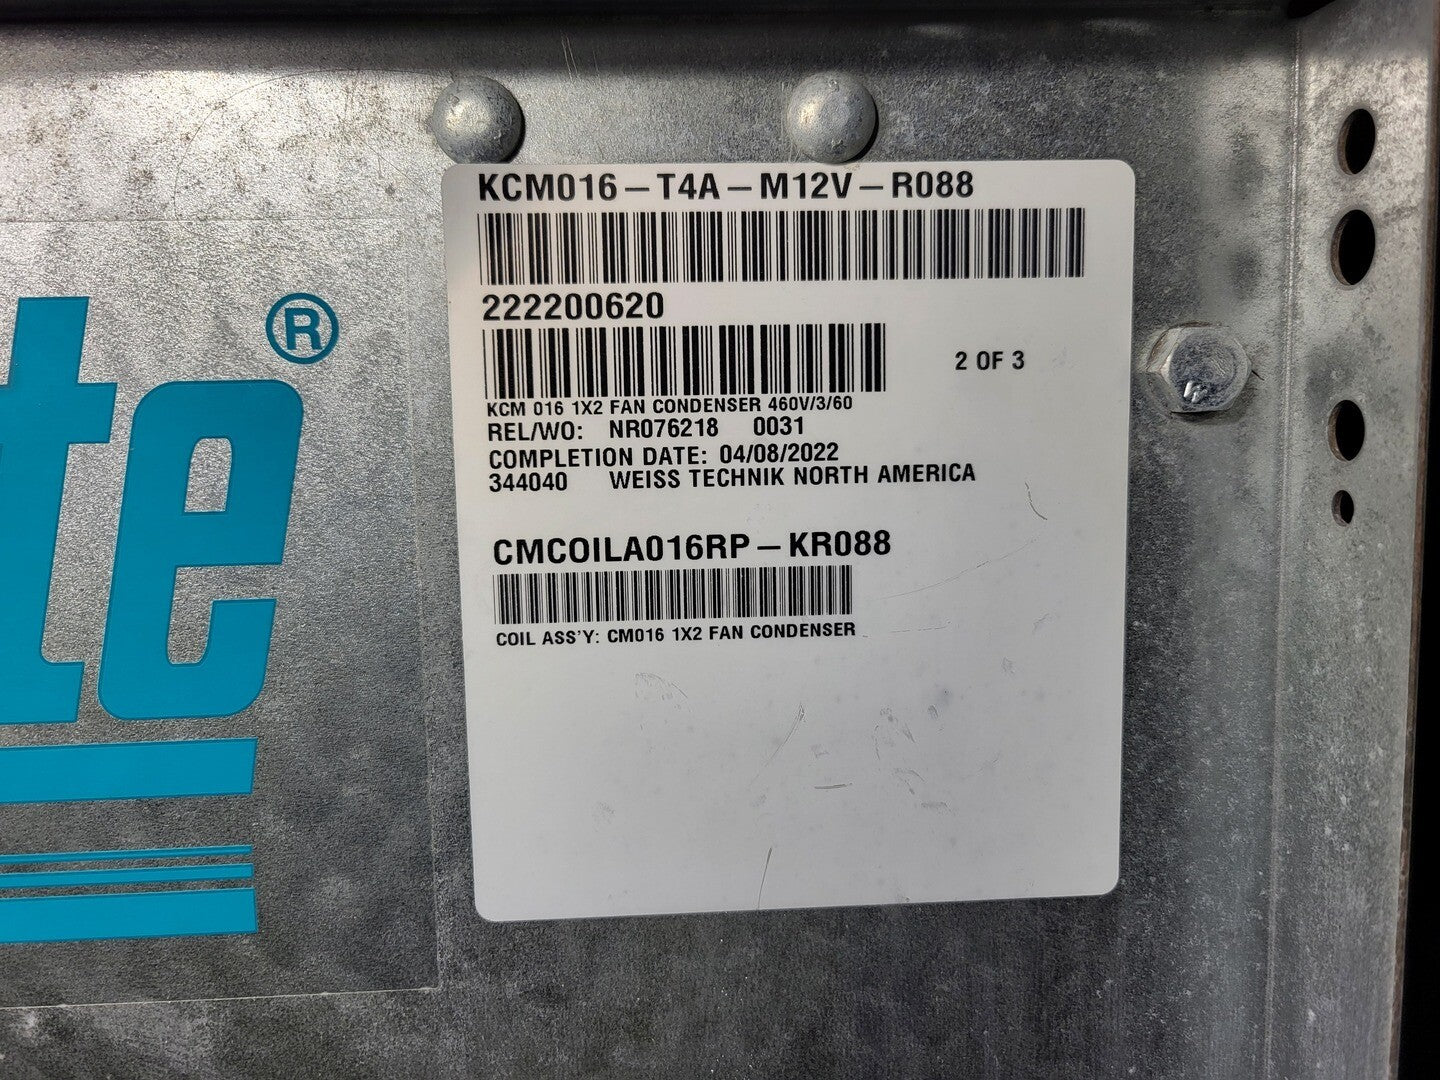 KCM016-T4A-M12V-R088
222200620
2 OF 3
KCM 016 1X2 FAN CONDENSER 460V/3/60
REL/WO: NR076218 0031
COMPLETION DATE: 04/08/2022
344040 WEISS TECHNIK NORTH AMERICA
CMCOILA016RP-KR088
COIL ASS'Y: CM016 1X2 FAN CONDENSER
te®